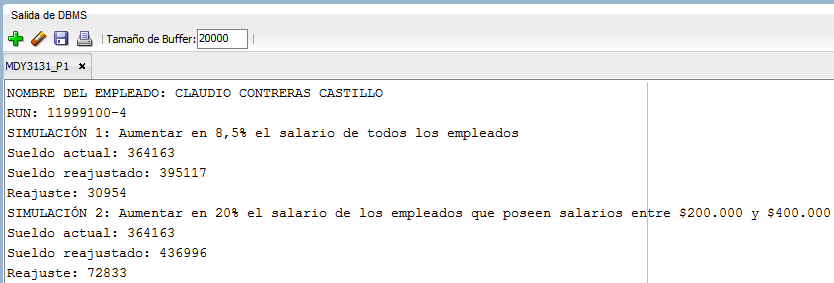 Salida de DBMS
Tamaño de Buffer: 20000
MDY3131_P1
NOMBRE DEL EMPLEADO: CLAUDIO CONTRERAS CASTILLO
RUN: 11999100-4
SIMULACIÓN 1: Aumentar en 8,5% el salario de todos los empleados
Sueldo actual: 364163
Sueldo reajustado: 395117
Reajuste: 30954
SIMULACIÓN 2: Aumentar en 20% el salario de los empleados que poseen salarios entre $200.000 y $400.000
Sueldo actual: 364163
Sueldo reajustado: 436996
Reajuste: 72833